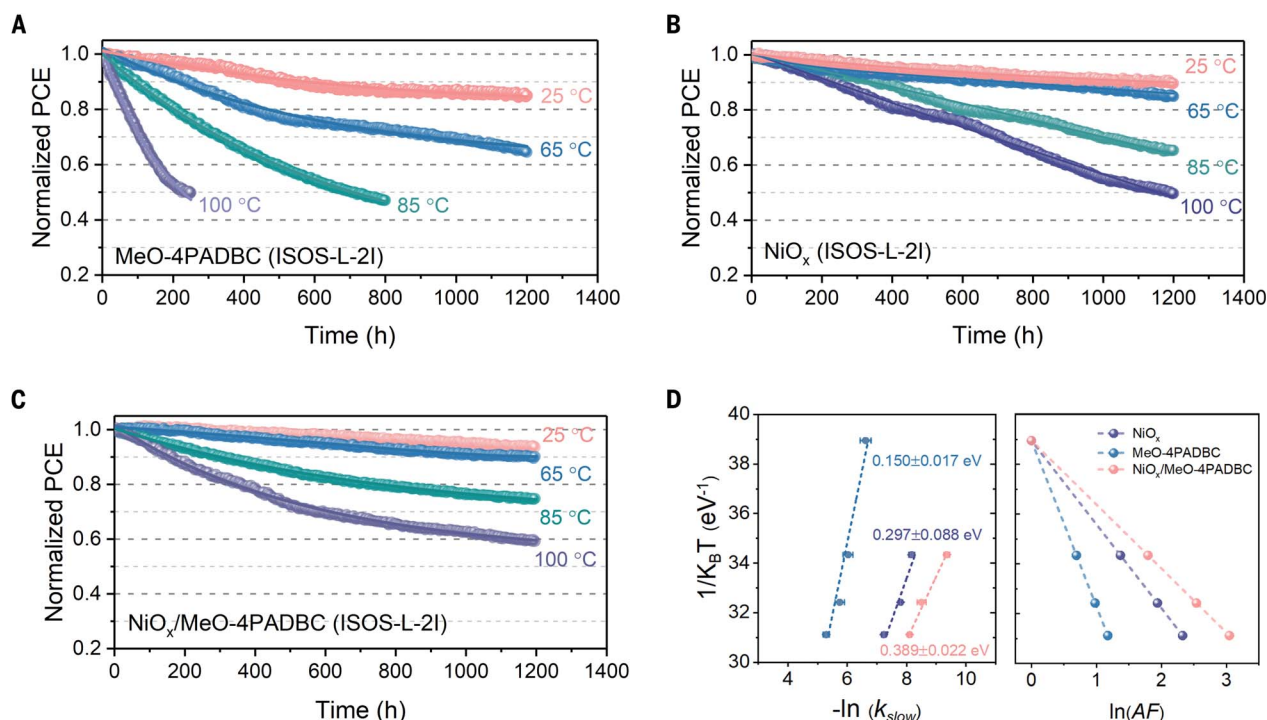 A
Normalized PCE
1.0
0.8
0.6
0.4
0.2
25 °C
65 °C
85 °C
100 °C
MeO-4PADBC (ISOS-L-2I)
0 200 400 600 800 1000 1200 1400
Time (h)
B
Normalized PCE
1.0
0.8
0.6
0.4
0.2
25 °C
65 °C
85 °C
100 °C
NiOₓ (ISOS-L-2I)
0 200 400 600 800 1000 1200 1400
Time (h)
C
Normalized PCE
1.0
0.8
0.6
0.4
0.2
25 °C
65 °C
85 °C
100 °C
NiOₓ/MeO-4PADBC (ISOS-L-2I)
0 200 400 600 800 1000 1200 1400
Time (h)
D
1/K_BT (eV⁻¹)
40
38
36
34
32
30
0.150±0.017 eV
0.297±0.088 eV
0.389±0.022 eV
4 6 8 10
-ln (k_slow)
NiOₓ
MeO-4PADBC
NiOₓ/MeO-4PADBC
0 1 2 3
ln(AF)